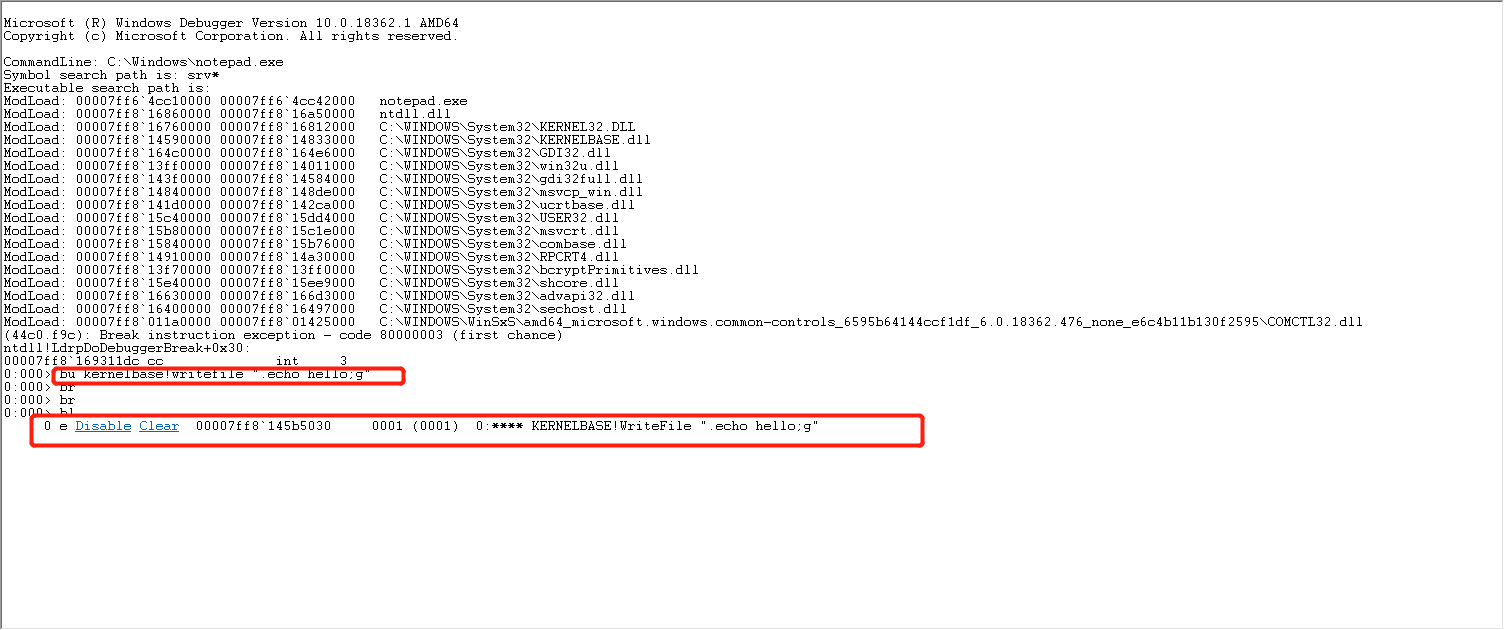 Microsoft (R) Windows Debugger Version 10.0.18362.1 AMD64
Copyright (c) Microsoft Corporation. All rights reserved.
CommandLine: C:\Windows\notepad.exe
Symbol search path is: srv*
Executable search path is:
ModLoad: 00007ff6`4cc10000 00007ff6`4cc42000   notepad.exe
ModLoad: 00007ff8`16860000 00007ff8`16a50000   ntdll.dll
ModLoad: 00007ff8`16760000 00007ff8`16812000   C:\WINDOWS\System32\KERNEL32.DLL
ModLoad: 00007ff8`14590000 00007ff8`14833000   C:\WINDOWS\System32\KERNELBASE.dll
ModLoad: 00007ff8`164c0000 00007ff8`164e6000   C:\WINDOWS\System32\GDI32.dll
ModLoad: 00007ff8`13ff0000 00007ff8`14011000   C:\WINDOWS\System32\win32u.dll
ModLoad: 00007ff8`143f0000 00007ff8`14584000   C:\WINDOWS\System32\gdi32full.dll
ModLoad: 00007ff8`14840000 00007ff8`148de000   C:\WINDOWS\System32\msvcp_win.dll
ModLoad: 00007ff8`141d0000 00007ff8`142ca000   C:\WINDOWS\System32\ucrtbase.dll
ModLoad: 00007ff8`15c40000 00007ff8`15dd4000   C:\WINDOWS\System32\USER32.dll
ModLoad: 00007ff8`15b80000 00007ff8`15c1e000   C:\WINDOWS\System32\msvcrt.dll
ModLoad: 00007ff8`15840000 00007ff8`15b76000   C:\WINDOWS\System32\combase.dll
ModLoad: 00007ff8`14910000 00007ff8`14a30000   C:\WINDOWS\System32\RPCRT4.dll
ModLoad: 00007ff8`13f70000 00007ff8`13ff0000   C:\WINDOWS\System32\bcryptPrimitives.dll
ModLoad: 00007ff8`15e40000 00007ff8`15ee9000   C:\WINDOWS\System32\shcore.dll
ModLoad: 00007ff8`16630000 00007ff8`166d3000   C:\WINDOWS\System32\advapi32.dll
ModLoad: 00007ff8`16400000 00007ff8`16497000   C:\WINDOWS\System32\sechost.dll
ModLoad: 00007ff8`011a0000 00007ff8`01425000   C:\WINDOWS\WinSxS\amd64_microsoft.windows.common-controls_6595b64144ccf1df_6.0.18362.476_none_e6c4b11b130f2595\COMCTL32.dll
(44c0.f9c): Break instruction exception - code 80000003 (first chance)
ntdll!LdrpDoDebuggerBreak+0x30:
00007ff8`169311dc cc              int     3
0:000> bu kernelbase!writefile ".echo hello;g"
0:000> br
0:000> br
0:000> bl
0 e Disable Clear  00007ff8`145b5030     0001 (0001)  0:**** KERNELBASE!WriteFile ".echo hello;g"